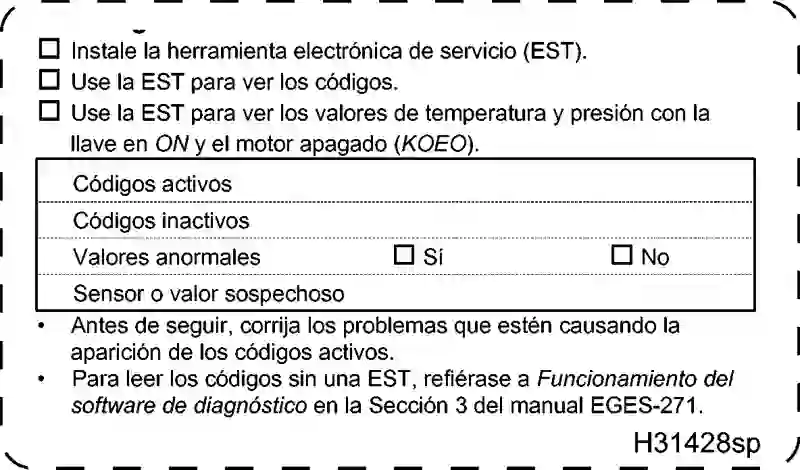 Instale la herramienta electrónica de servicio (EST).
Use la EST para ver los códigos.
Use la EST para ver los valores de temperatura y presión con la
llave en ON y el motor apagado (KOEO).
Códigos activos
Códigos inactivos
Valores anormales Sí No
Sensor o valor sospechoso
• Antes de seguir, corrija los problemas que estén causando la
aparición de los códigos activos.
• Para leer los códigos sin una EST, refiérase a Funcionamiento del
software de diagnóstico en la Sección 3 del manual EGES-271.
H31428sp